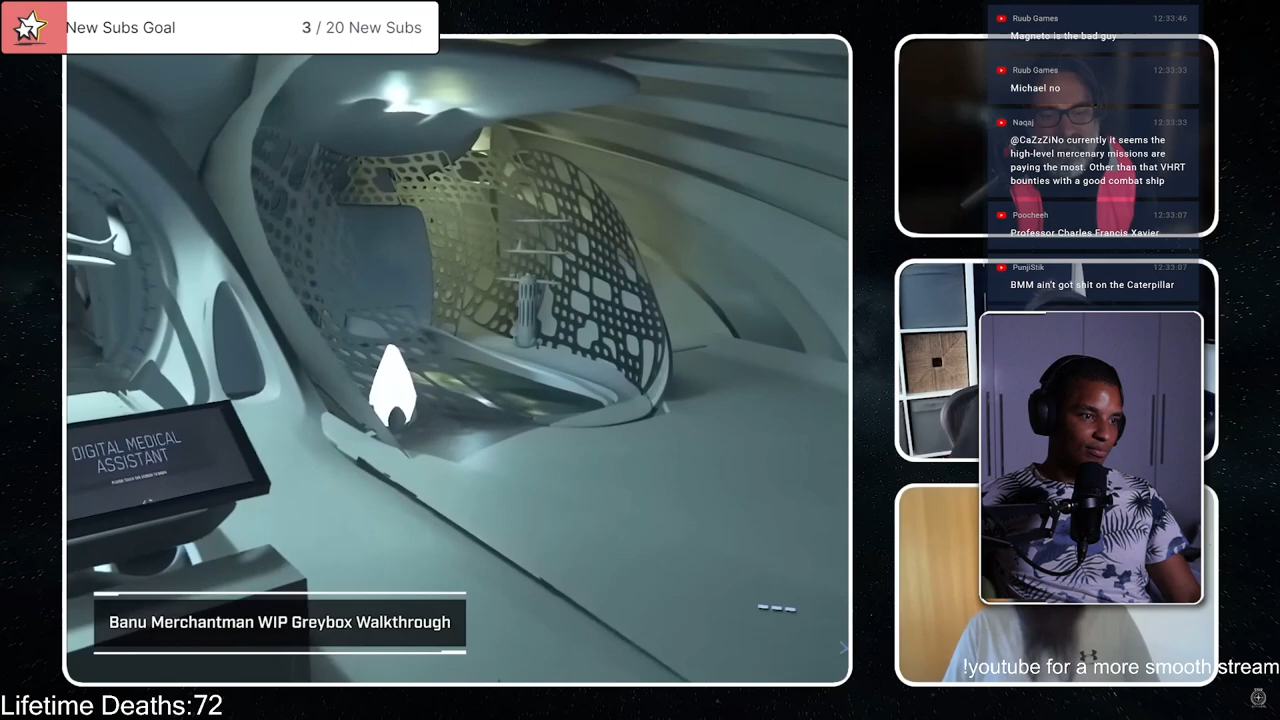 New Subs Goal
3 / 20 New Subs
Ruub Games 12:33:46
Magneto is the bad guy
Ruub Games 12:33:33
Michael no
Naqaj 12:33:33
@CaZzZiNo currently it seems the
high-level mercenary missions are
paying the most. Other than that VHRT
bounties with a good combat ship
Poocheeh 12:33:07
Professor Charles Francis Xavier
PunjiStik 12:33:07
BMM ain't got shit on the Caterpillar
DIGITAL MEDICAL
ASSISTANT
Banu Merchantman WIP Greybox Walkthrough
!youtube for a more smooth stream
Lifetime Deaths:72